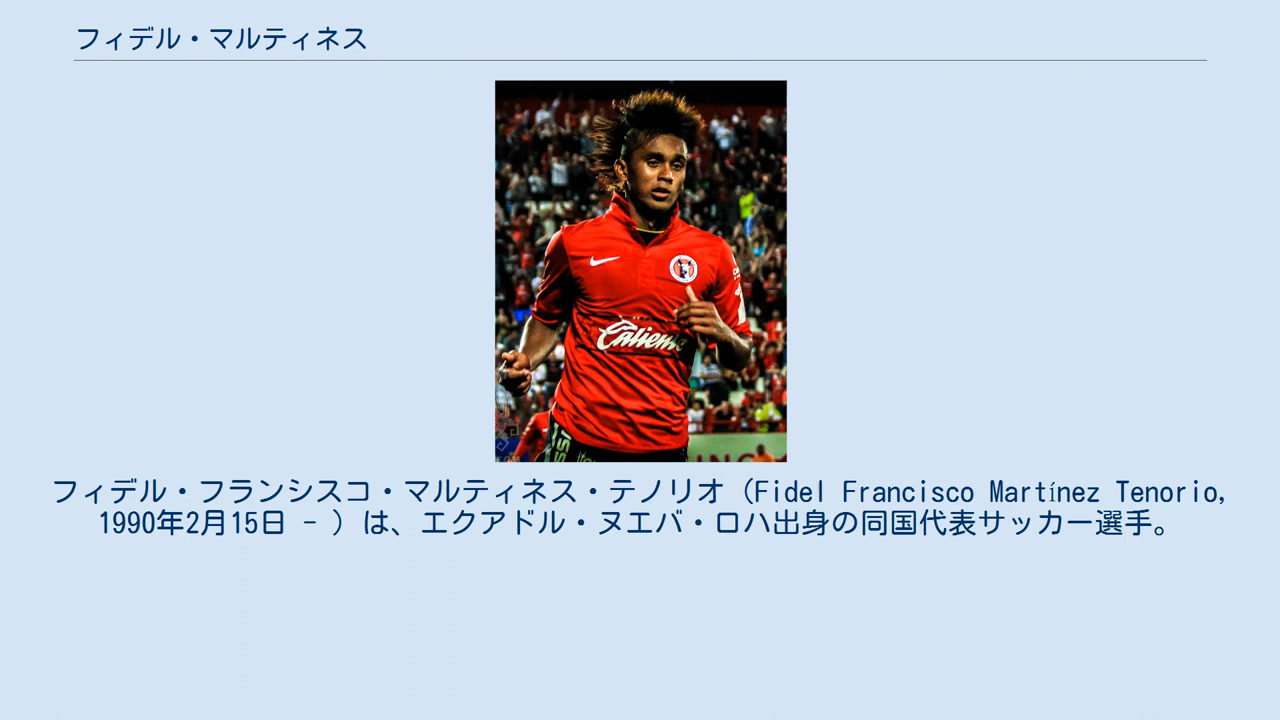 フィデル・マルティネス
Caliente
フィデル・フランシスコ・マルティネス・テノリオ（Fidel Francisco Martínez Tenorio,
1990年2月15日 - ）は、エクアドル・ヌエバ・ロハ出身の同国代表サッカー選手。